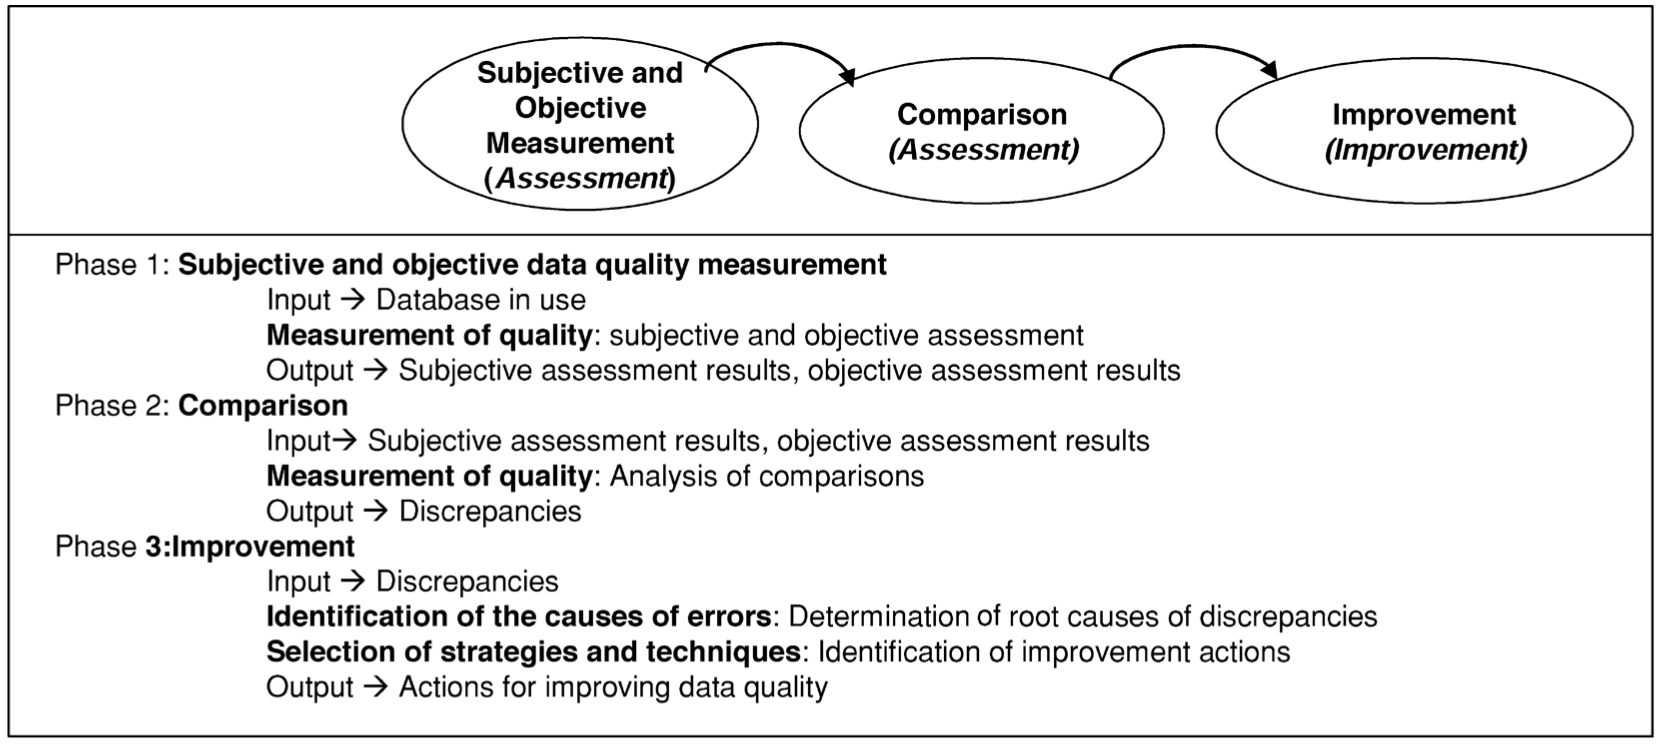 Subjective and
Objective
Measurement
(Assessment)
Comparison
(Assessment)
Improvement
(Improvement)
Phase 1: Subjective and objective data quality measurement
Input → Database in use
Measurement of quality: subjective and objective assessment
Output → Subjective assessment results, objective assessment results
Phase 2: Comparison
Input→ Subjective assessment results, objective assessment results
Measurement of quality: Analysis of comparisons
Output → Discrepancies
Phase 3:Improvement
Input → Discrepancies
Identification of the causes of errors: Determination of root causes of discrepancies
Selection of strategies and techniques: Identification of improvement actions
Output → Actions for improving data quality